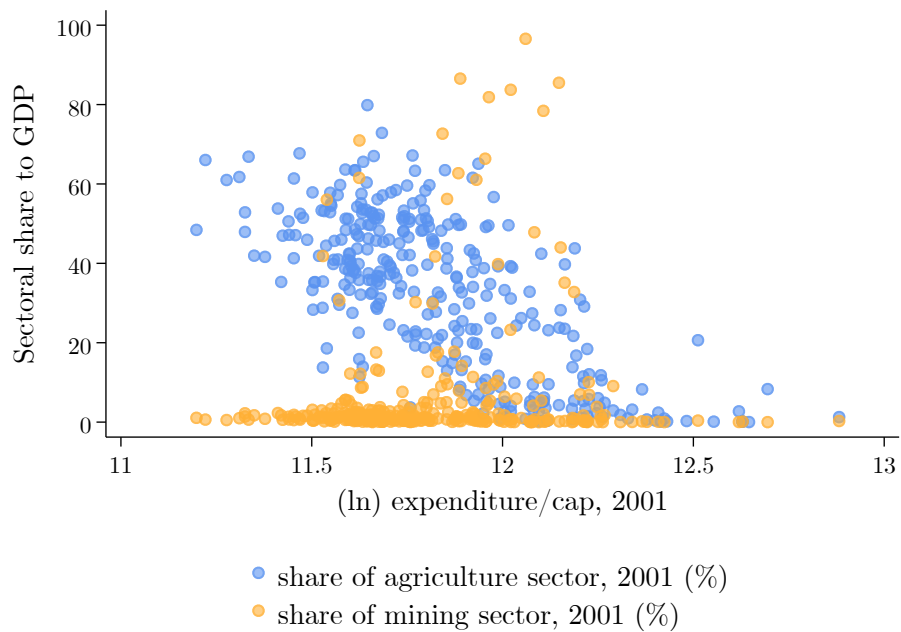 100
80
60
40
20
0
Sectoral share to GDP
11
11.5
12
12.5
13
(ln) expenditure/cap, 2001
share of agriculture sector, 2001 (%)
share of mining sector, 2001 (%)